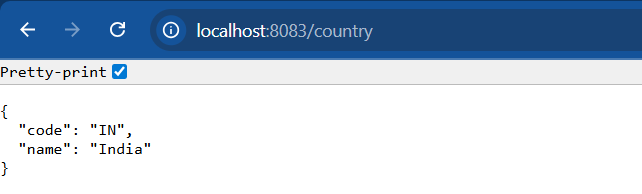 localhost:8083/country
Pretty-print
{
  "code": "IN",
  "name": "India"
}